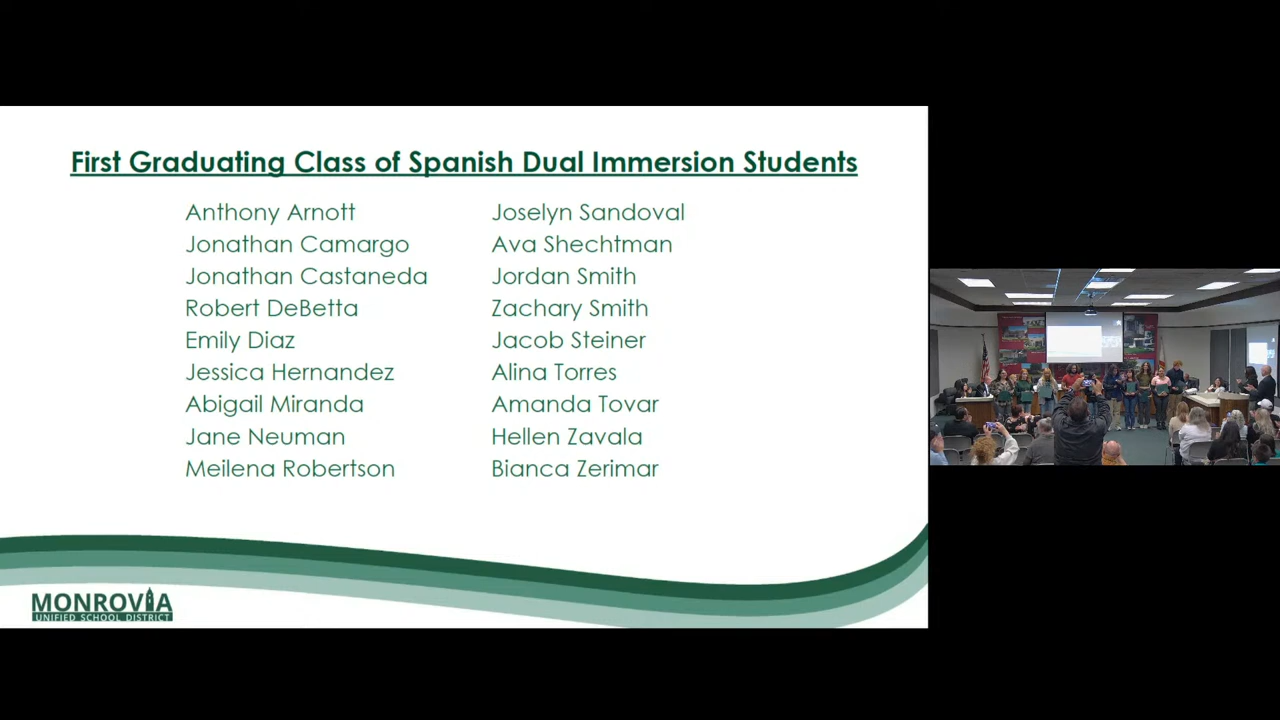 First Graduating Class of Spanish Dual Immersion Students
Anthony Arnott
Jonathan Camargo
Jonathan Castaneda
Robert DeBetta
Emily Diaz
Jessica Hernandez
Abigail Miranda
Jane Neuman
Meilena Robertson
Joselyn Sandoval
Ava Shechtman
Jordan Smith
Zachary Smith
Jacob Steiner
Alina Torres
Amanda Tovar
Hellen Zavala
Bianca Zerimar
MONROVIA
UNIFIED SCHOOL DISTRICT